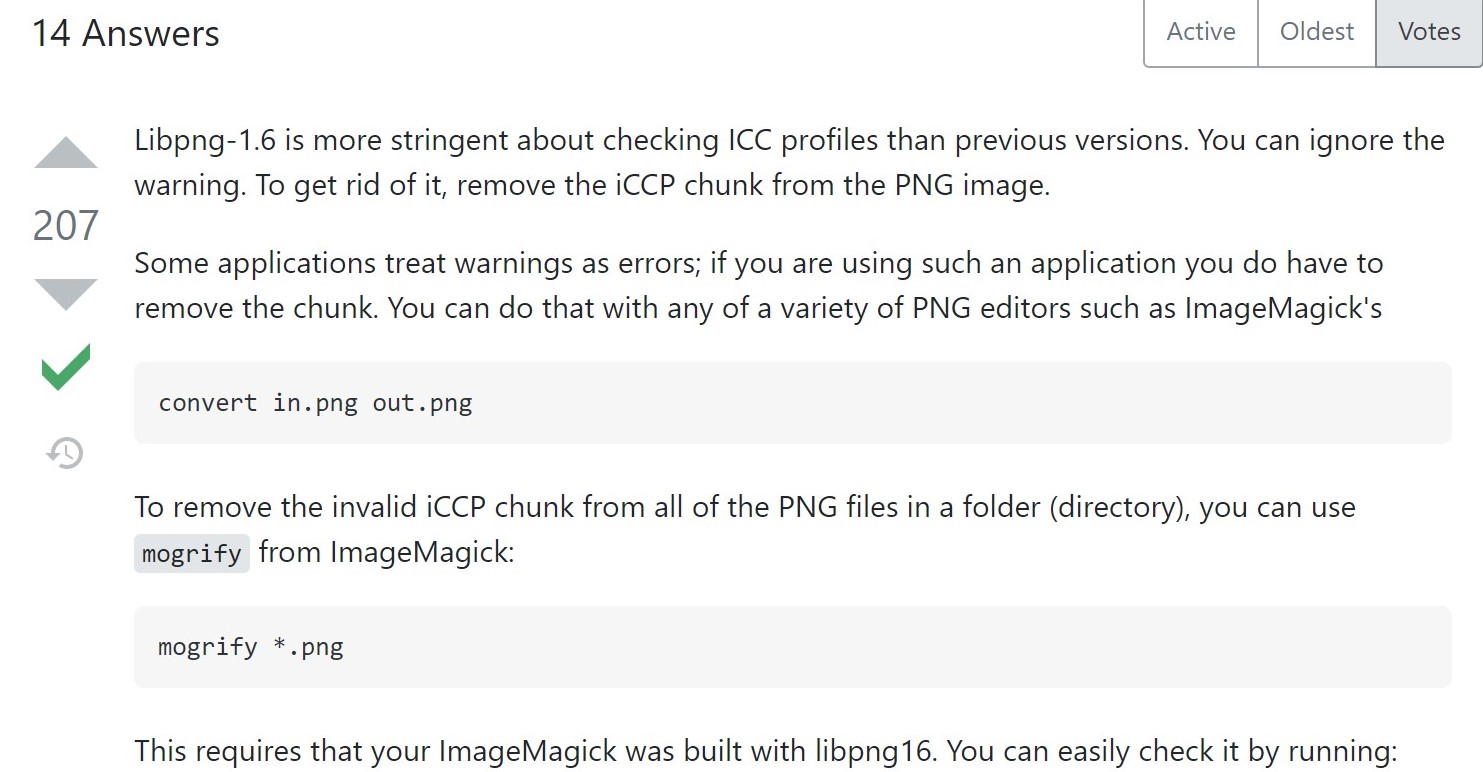 14 Answers
Active Oldest Votes
Libpng-1.6 is more stringent about checking ICC profiles than previous versions. You can ignore the
warning. To get rid of it, remove the iCCP chunk from the PNG image.
207
Some applications treat warnings as errors; if you are using such an application you do have to
remove the chunk. You can do that with any of a variety of PNG editors such as ImageMagick's
convert in.png out.png
To remove the invalid iCCP chunk from all of the PNG files in a folder (directory), you can use
mogrify from ImageMagick:
mogrify *.png
This requires that your ImageMagick was built with libpng16. You can easily check it by running: